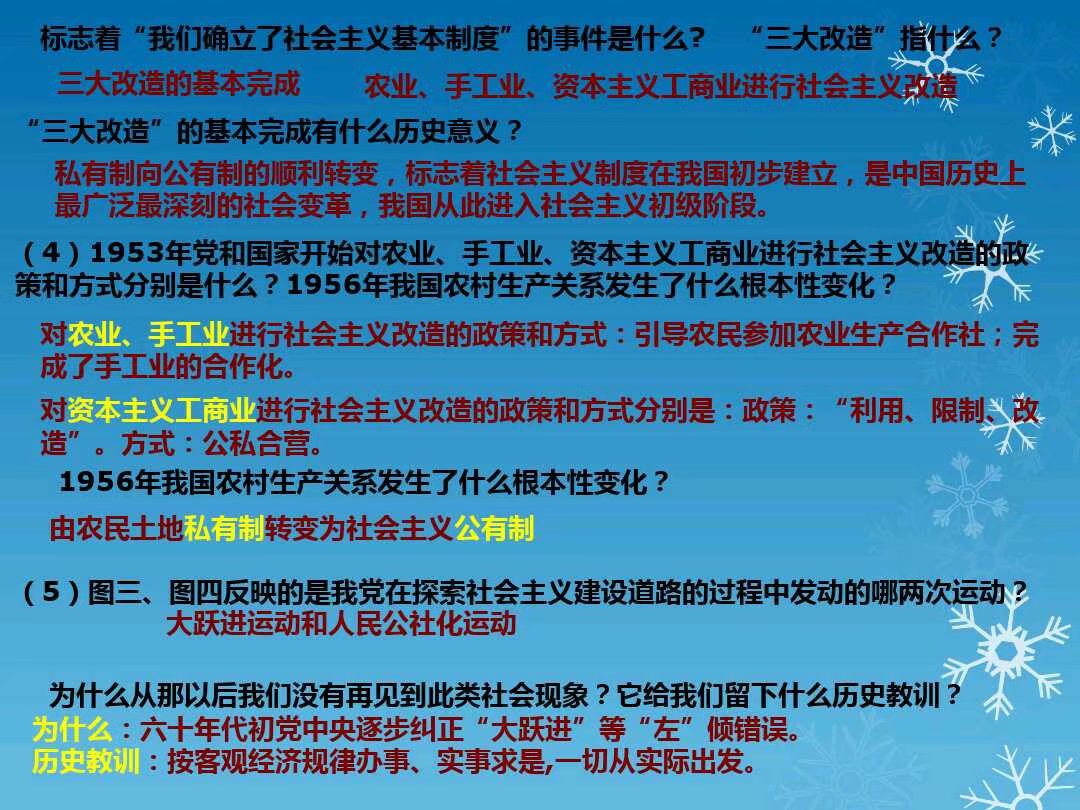 标志着“我们确立了社会主义基本制度”的事件是什么? “三大改造”指什么？
三大改造的基本完成 农业、手工业、资本主义工商业进行社会主义改造
“三大改造”的基本完成有什么历史意义？
私有制向公有制的顺利转变，标志着社会主义制度在我国初步建立，是中国历史上
最广泛最深刻的社会变革，我国从此进入社会主义初级阶段。
（4）1953年党和国家开始对农业、手工业、资本主义工商业进行社会主义改造的政
策和方式分别是什么？1956年我国农村生产关系发生了什么根本性变化？
对农业、手工业进行社会主义改造的政策和方式：引导农民参加农业生产合作社；完
成了手工业的合作化。
对资本主义工商业进行社会主义改造的政策和方式分别是：政策：“利用、限制、改
造”。方式：公私合营。
1956年我国农村生产关系发生了什么根本性变化？
由农民土地私有制转变为社会主义公有制
（5）图三、图四反映的是我党在探索社会主义建设道路的过程中发动的哪两次运动？
大跃进运动和人民公社化运动
为什么从那以后我们没有再见到此类社会现象？它给我们留下什么历史教训？
为什么：六十年代初党中央逐步纠正“大跃进”等“左”倾错误。
历史教训：按客观经济规律办事、实事求是,一切从实际出发。